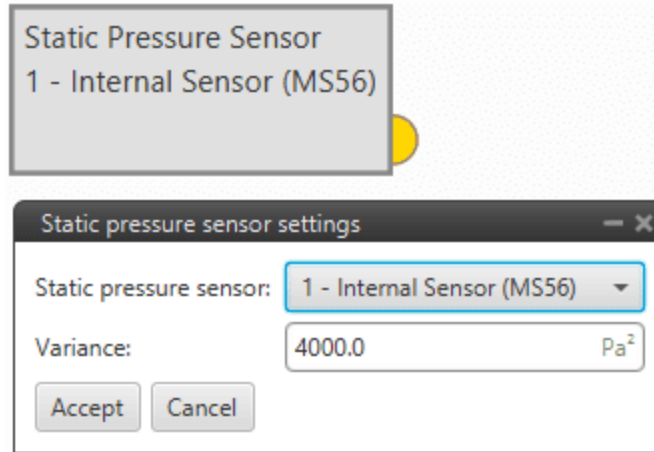 Static Pressure Sensor
1 - Internal Sensor (MS56)
Static pressure sensor settings
Static pressure sensor: 1 - Internal Sensor (MS56)
Variance: 4000.0 Pa²
Accept Cancel